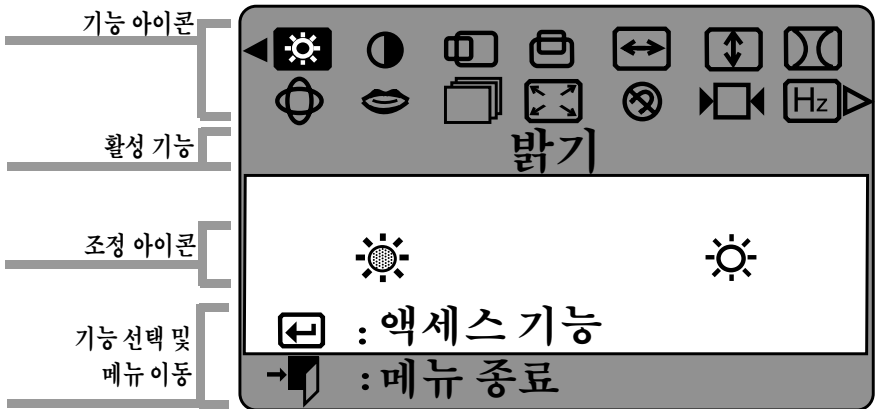 기능 아이콘
Hz
활성 기능
밝기
조정 아이콘
기능 선택 및
메뉴 이동
: 액세스 기능
: 메뉴 종료